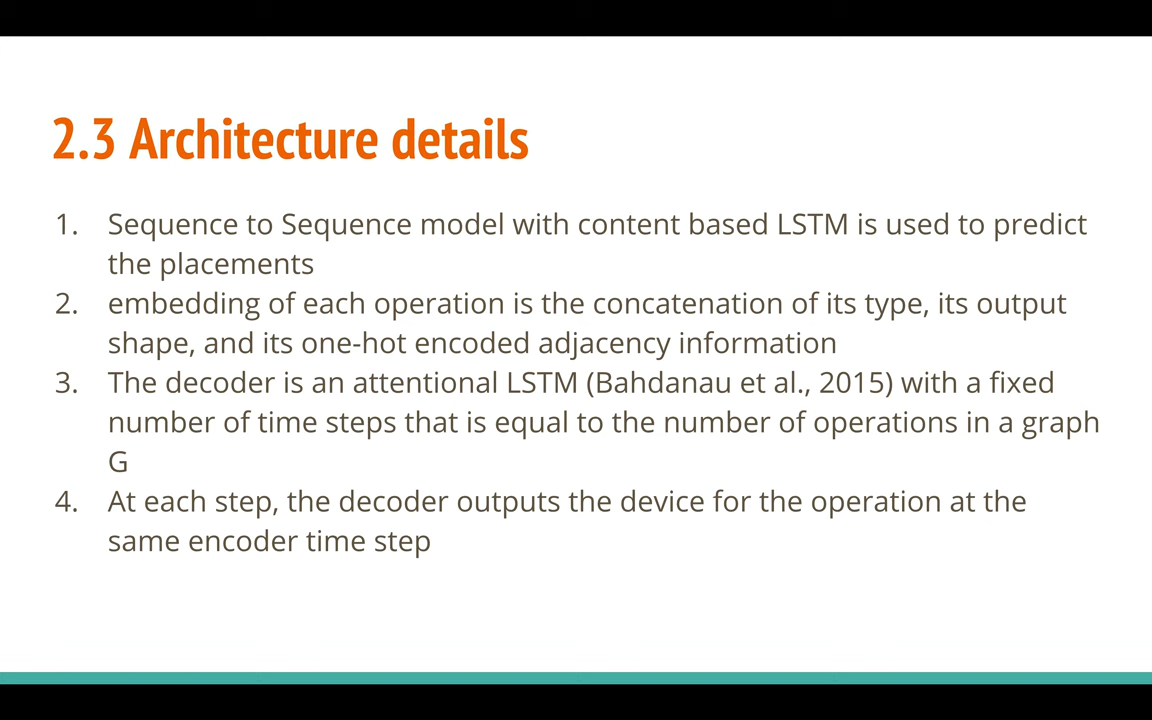 2.3 Architecture details
1. Sequence to Sequence model with content based LSTM is used to predict
the placements
2. embedding of each operation is the concatenation of its type, its output
shape, and its one-hot encoded adjacency information
3. The decoder is an attentional LSTM (Bahdanau et al., 2015) with a fixed
number of time steps that is equal to the number of operations in a graph
G
4. At each step, the decoder outputs the device for the operation at the
same encoder time step